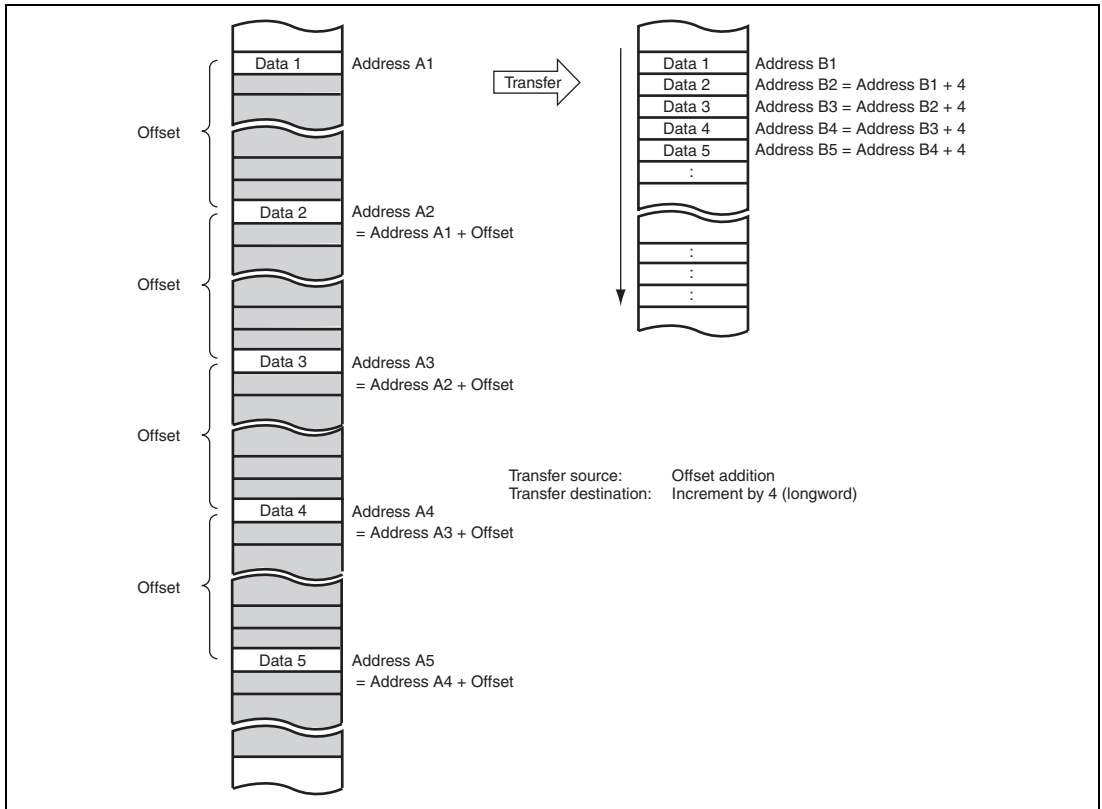 Data 1
Address A1
Offset
Data 2
Address A2
= Address A1 + Offset
Offset
Data 3
Address A3
= Address A2 + Offset
Offset
Data 4
Address A4
= Address A3 + Offset
Offset
Data 5
Address A5
= Address A4 + Offset
Transfer
Data 1
Address B1
Data 2
Address B2 = Address B1 + 4
Data 3
Address B3 = Address B2 + 4
Data 4
Address B4 = Address B3 + 4
Data 5
Address B5 = Address B4 + 4
:
:
:
:
Transfer source: Offset addition
Transfer destination: Increment by 4 (longword)